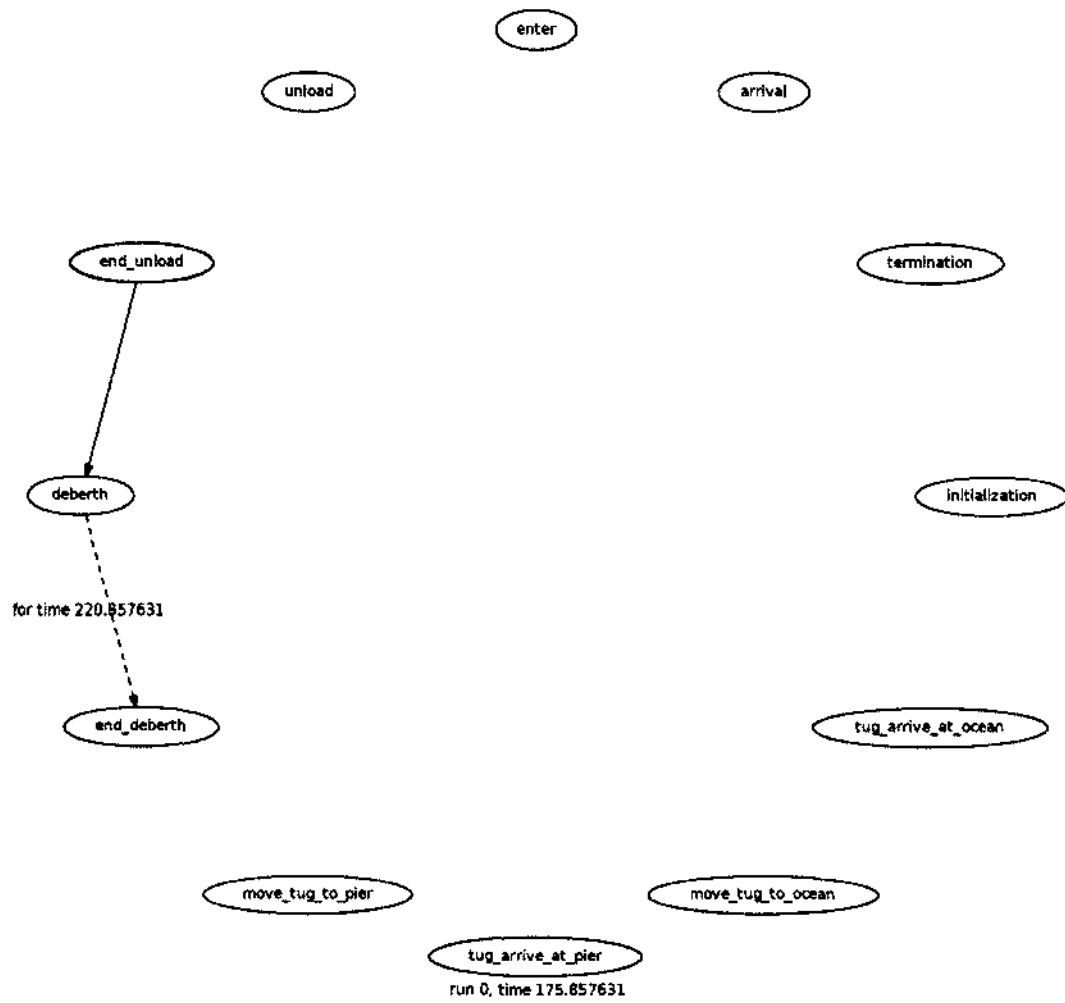 enter
unload
arrival
end_unload
termination
deberth
initialization
for time 220.857631
end_deberth
tug_arrive_at_ocean
move_tug_to_pier
move_tug_to_ocean
tug_arrive_at_pier
run 0, time 175.857631